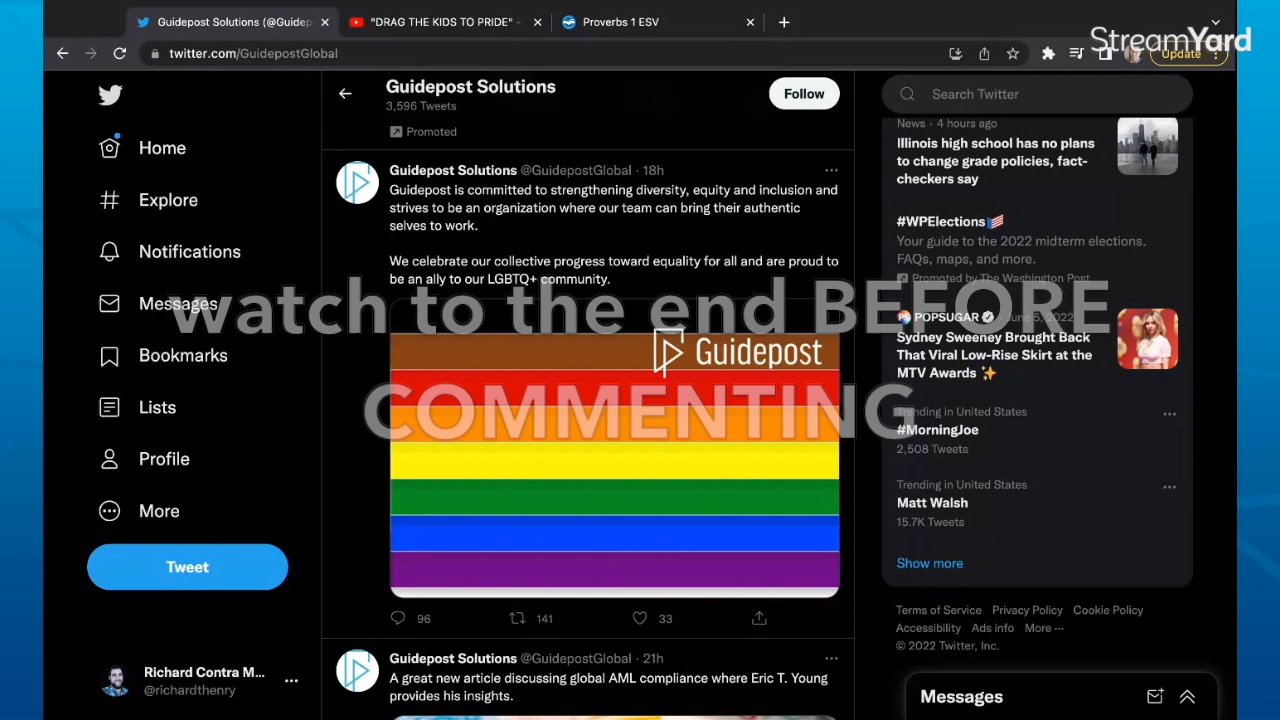 Guidepost Solutions (@Guidep
"DRAG THE KIDS TO PRIDE" -
Proverbs 1 ESV
StreamYard
twitter.com/GuidepostGlobal
Update
Guidepost Solutions
3,596 Tweets
Follow
Promoted
Search Twitter
Home
Explore
Notifications
Messages
Bookmarks
Lists
Profile
More
Tweet
Richard Contra M...
@richardthenry
Guidepost Solutions @GuidepostGlobal · 18h
Guidepost is committed to strengthening diversity, equity and inclusion and
strives to be an organization where our team can bring their authentic
selves to work.
We celebrate our collective progress toward equality for all and are proud to
be an ally to our LGBTQ+ community.
watch to the end BEFORE
COMMENTING
Guidepost
96
141
33
Guidepost Solutions @GuidepostGlobal · 21h
A great new article discussing global AML compliance where Eric T. Young
provides his insights.
News · 4 hours ago
Illinois high school has no plans
to change grade policies, fact-
checkers say
#WPElections
Your guide to the 2022 midterm elections.
FAQs, maps, and more.
Promoted by The Washington Post
POPSUGAR · June 5, 2022
Sydney Sweeney Brought Back
That Viral Low-Rise Skirt at the
MTV Awards ✨
Trending in United States
#MorningJoe
2,508 Tweets
Trending in United States
Matt Walsh
15.7K Tweets
Show more
Terms of Service Privacy Policy Cookie Policy
Accessibility Ads info More ···
© 2022 Twitter, Inc.
Messages